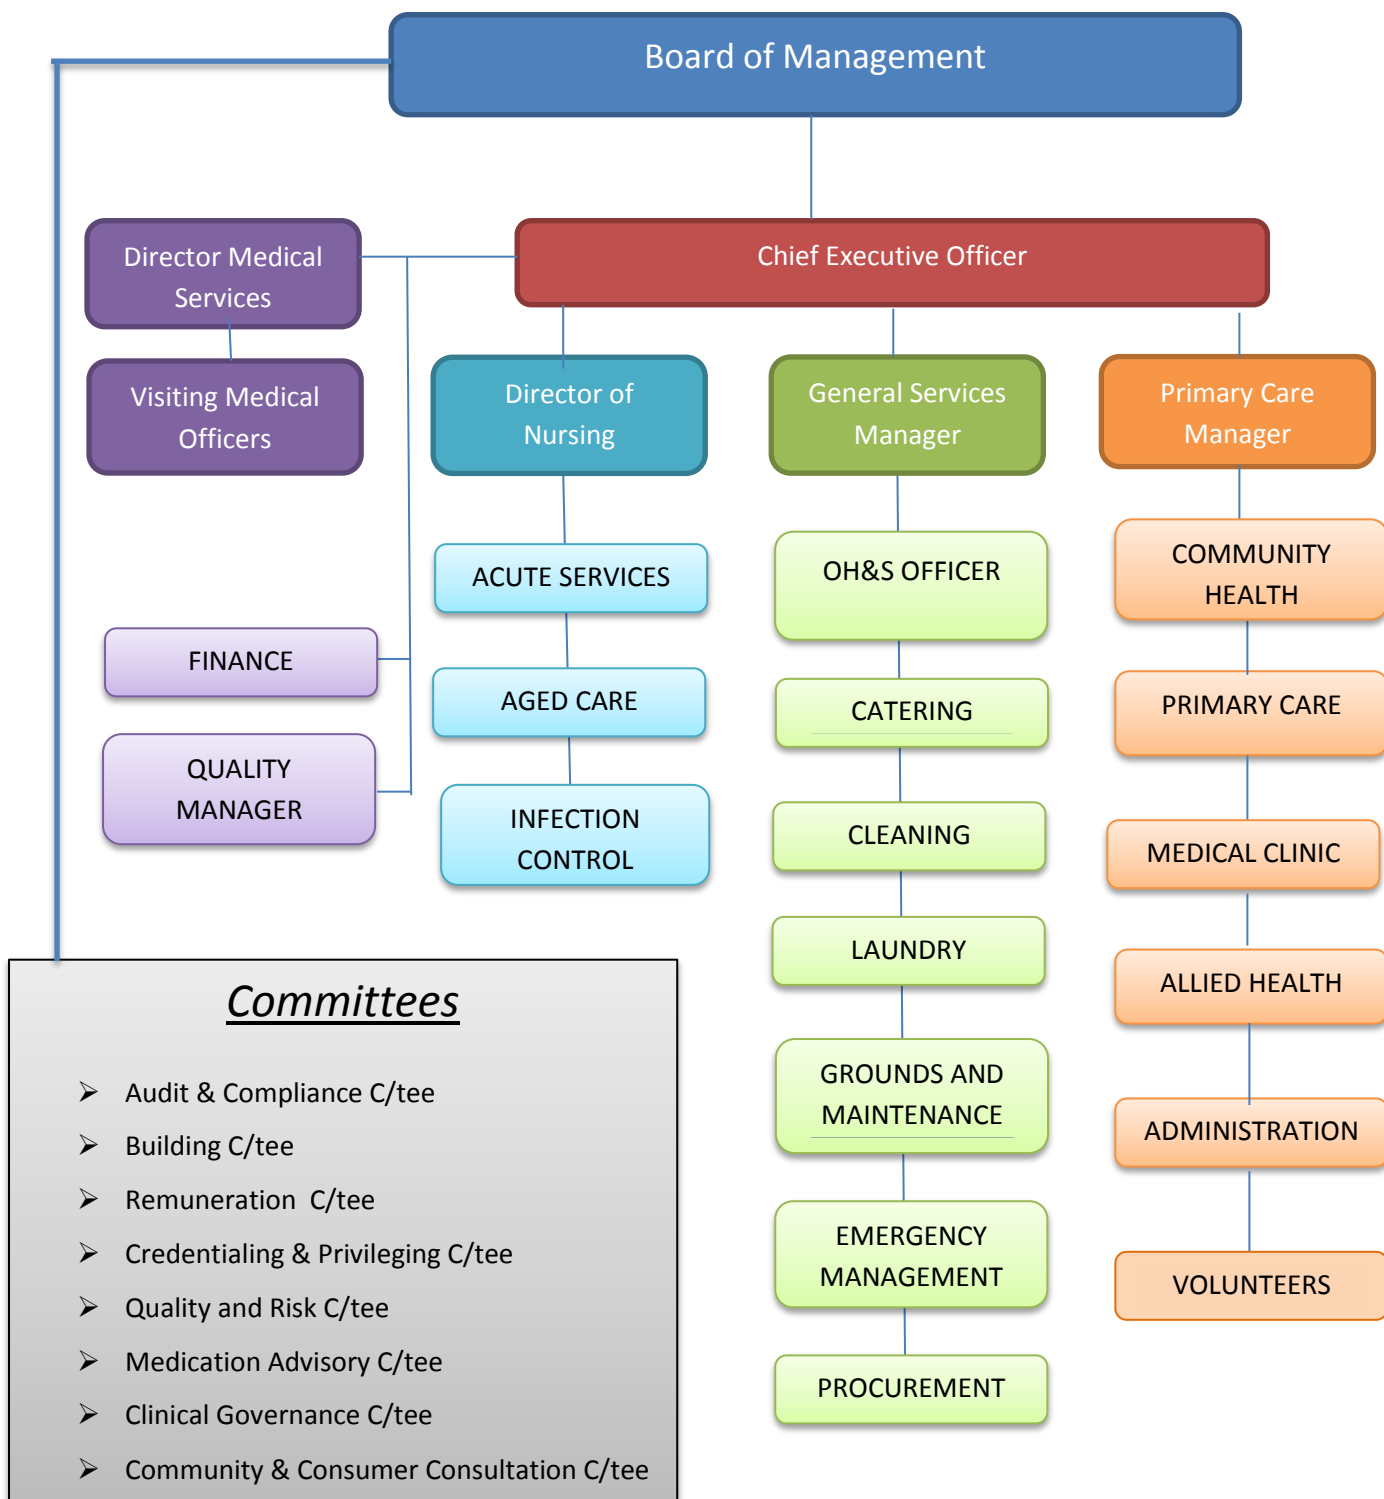 Board of Management
Director Medical
Services
Chief Executive Officer
Visiting Medical
Officers
Director of
Nursing
General Services
Manager
Primary Care
Manager
ACUTE SERVICES
OH&S OFFICER
COMMUNITY
HEALTH
FINANCE
AGED CARE
CATERING
PRIMARY CARE
QUALITY
MANAGER
INFECTION
CONTROL
CLEANING
MEDICAL CLINIC
LAUNDRY
ALLIED HEALTH
GROUNDS AND
MAINTENANCE
ADMINISTRATION
EMERGENCY
MANAGEMENT
VOLUNTEERS
PROCUREMENT
Committees
➢ Audit & Compliance C/tee
➢ Building C/tee
➢ Remuneration  C/tee
➢ Credentialing & Privileging C/tee
➢ Quality and Risk C/tee
➢ Medication Advisory C/tee
➢ Clinical Governance C/tee
➢ Community & Consumer Consultation C/tee